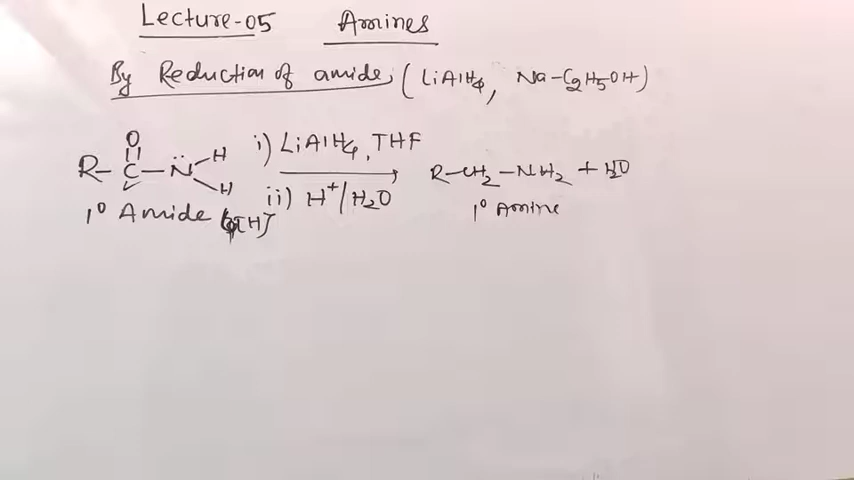 Lecture-05 Amines
By Reduction of amide, (LiAlH4, Na-C2H5OH)
O
R-C-N-H i) LiAlH4, THF R-CH2-NH2 + H2O
H ii) H+/H2O
1° Amide 1° Amine